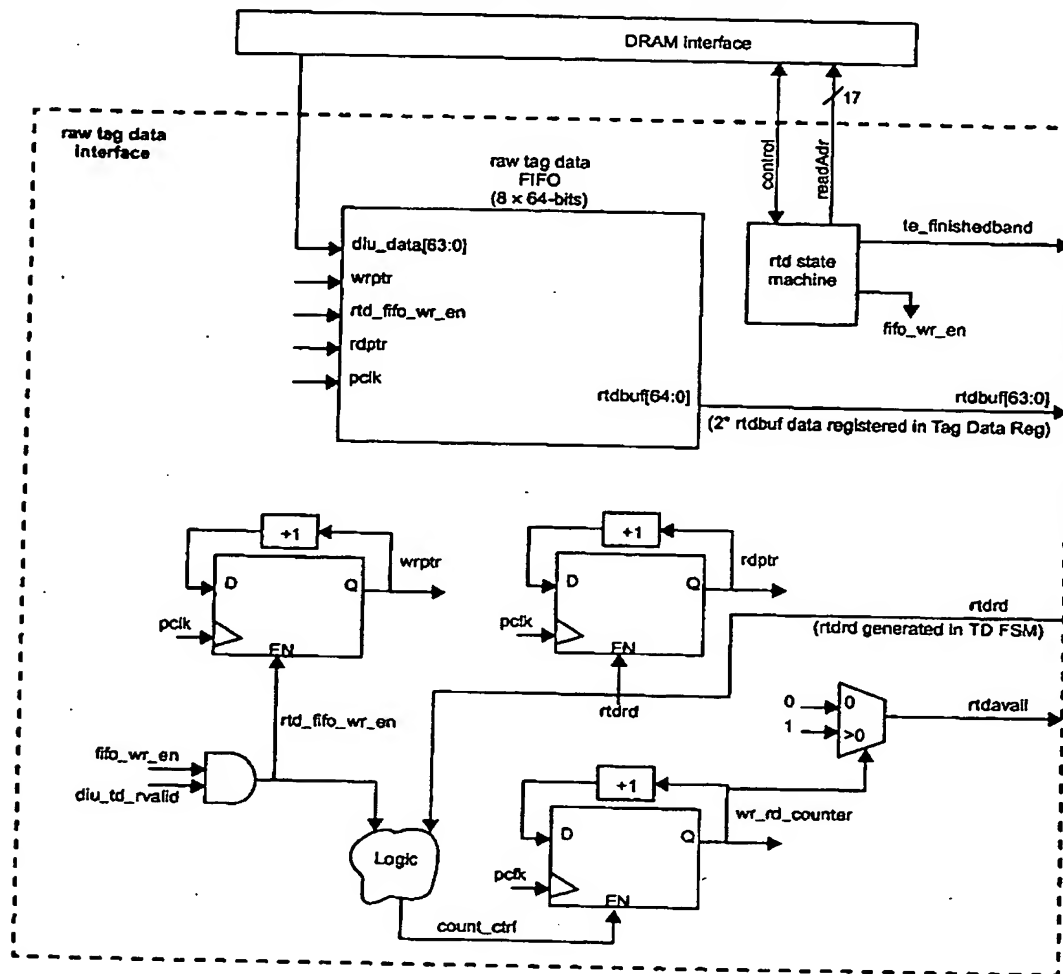 DRAM interface
17
raw tag data
interface
raw tag data
FIFO
(8 × 64-bits)
control
readAdr
diu_data[63:0]
wrptr
rtd_fifo_wr_en
rdptr
pclk
rtdbuf[64:0]
rtd state
machine
te_finishedband
fifo_wr_en
rtdbuf[63:0]
(2* rtdbuf data registered in Tag Data Reg)
+1
wrptr
D
Q
pclk
EN
+1
rdptr
D
Q
pclk
EN
rtdrd
(rtdrd generated in TD FSM)
rtd_fifo_wr_en
rtdrd
fifo_wr_en
diu_td_rvalid
0
0
1
>0
rtdavail
Logic
+1
wr_rd_counter
D
Q
pclk
EN
count_ctrl